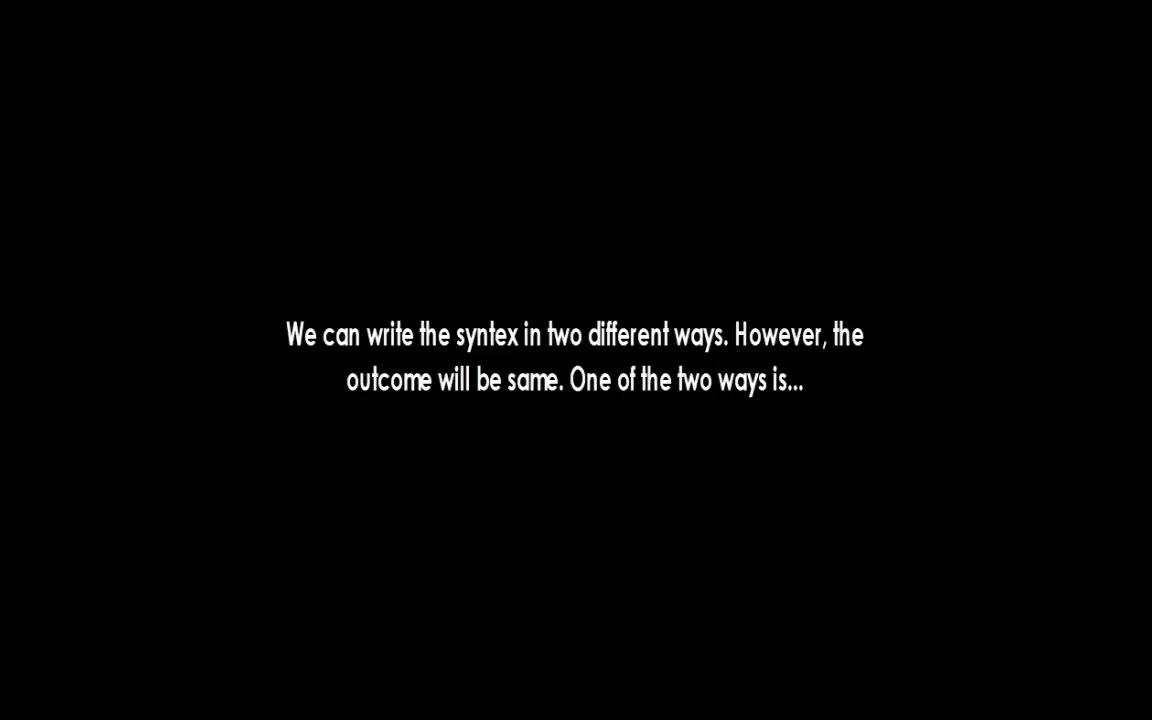 We can write the syntex in two different ways. However, the
outcome will be same. One of the two ways is...